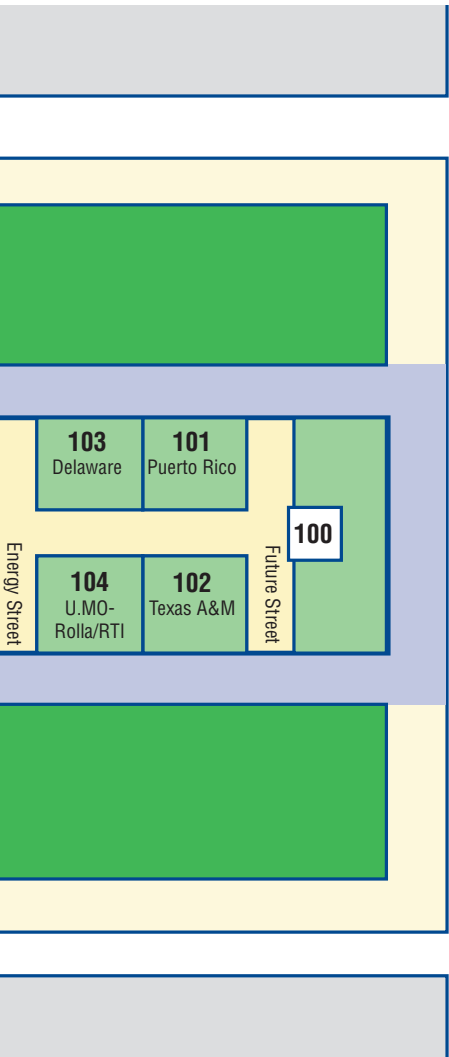 103
Delaware
101
Puerto Rico
100
Energy Street
Future Street
104
U.MO-
Rolla/RTI
102
Texas A&M